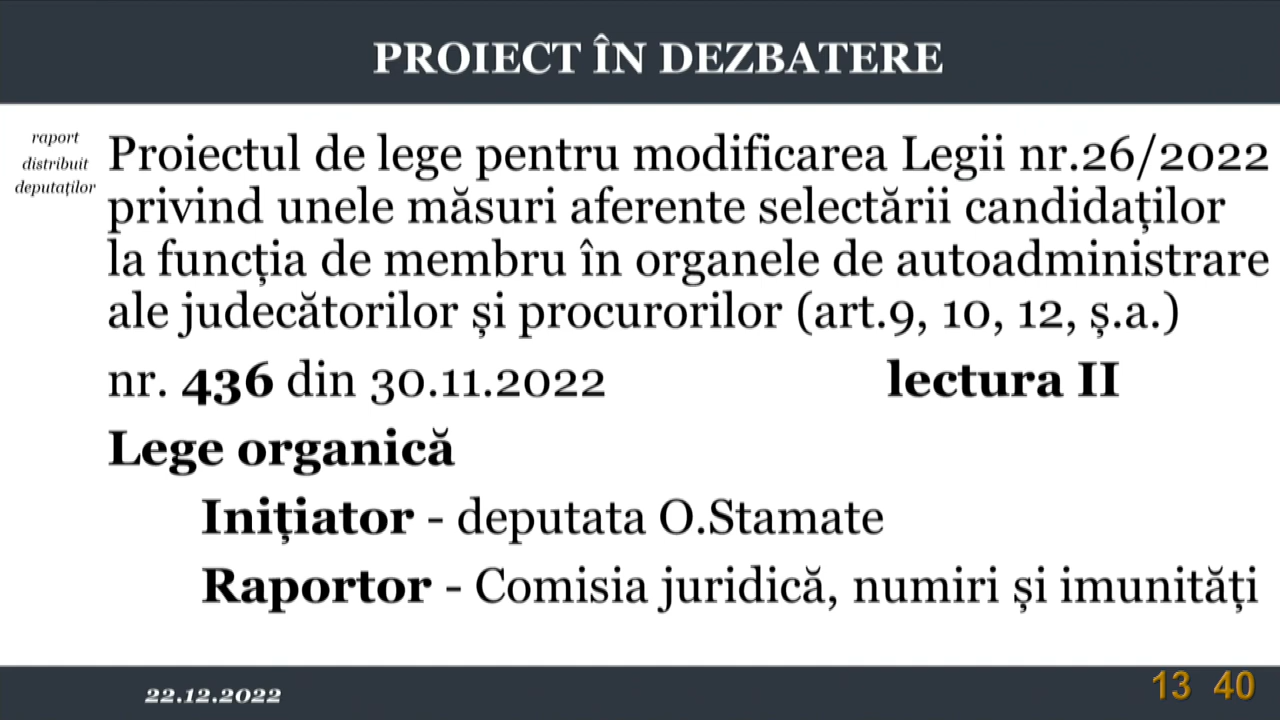 PROIECT ÎN DEZBATERE
raport
distribuit
deputaților
Proiectul de lege pentru modificarea Legii nr.26/2022
privind unele măsuri aferente selectării candidaților
la funcția de membru în organele de autoadministrare
ale judecătorilor și procurorilor (art.9, 10, 12, ș.a.)
nr. 436 din 30.11.2022 lectura II
Lege organică
Inițiator - deputata O.Stamate
Raportor - Comisia juridică, numiri și imunități
22.12.2022 13 40